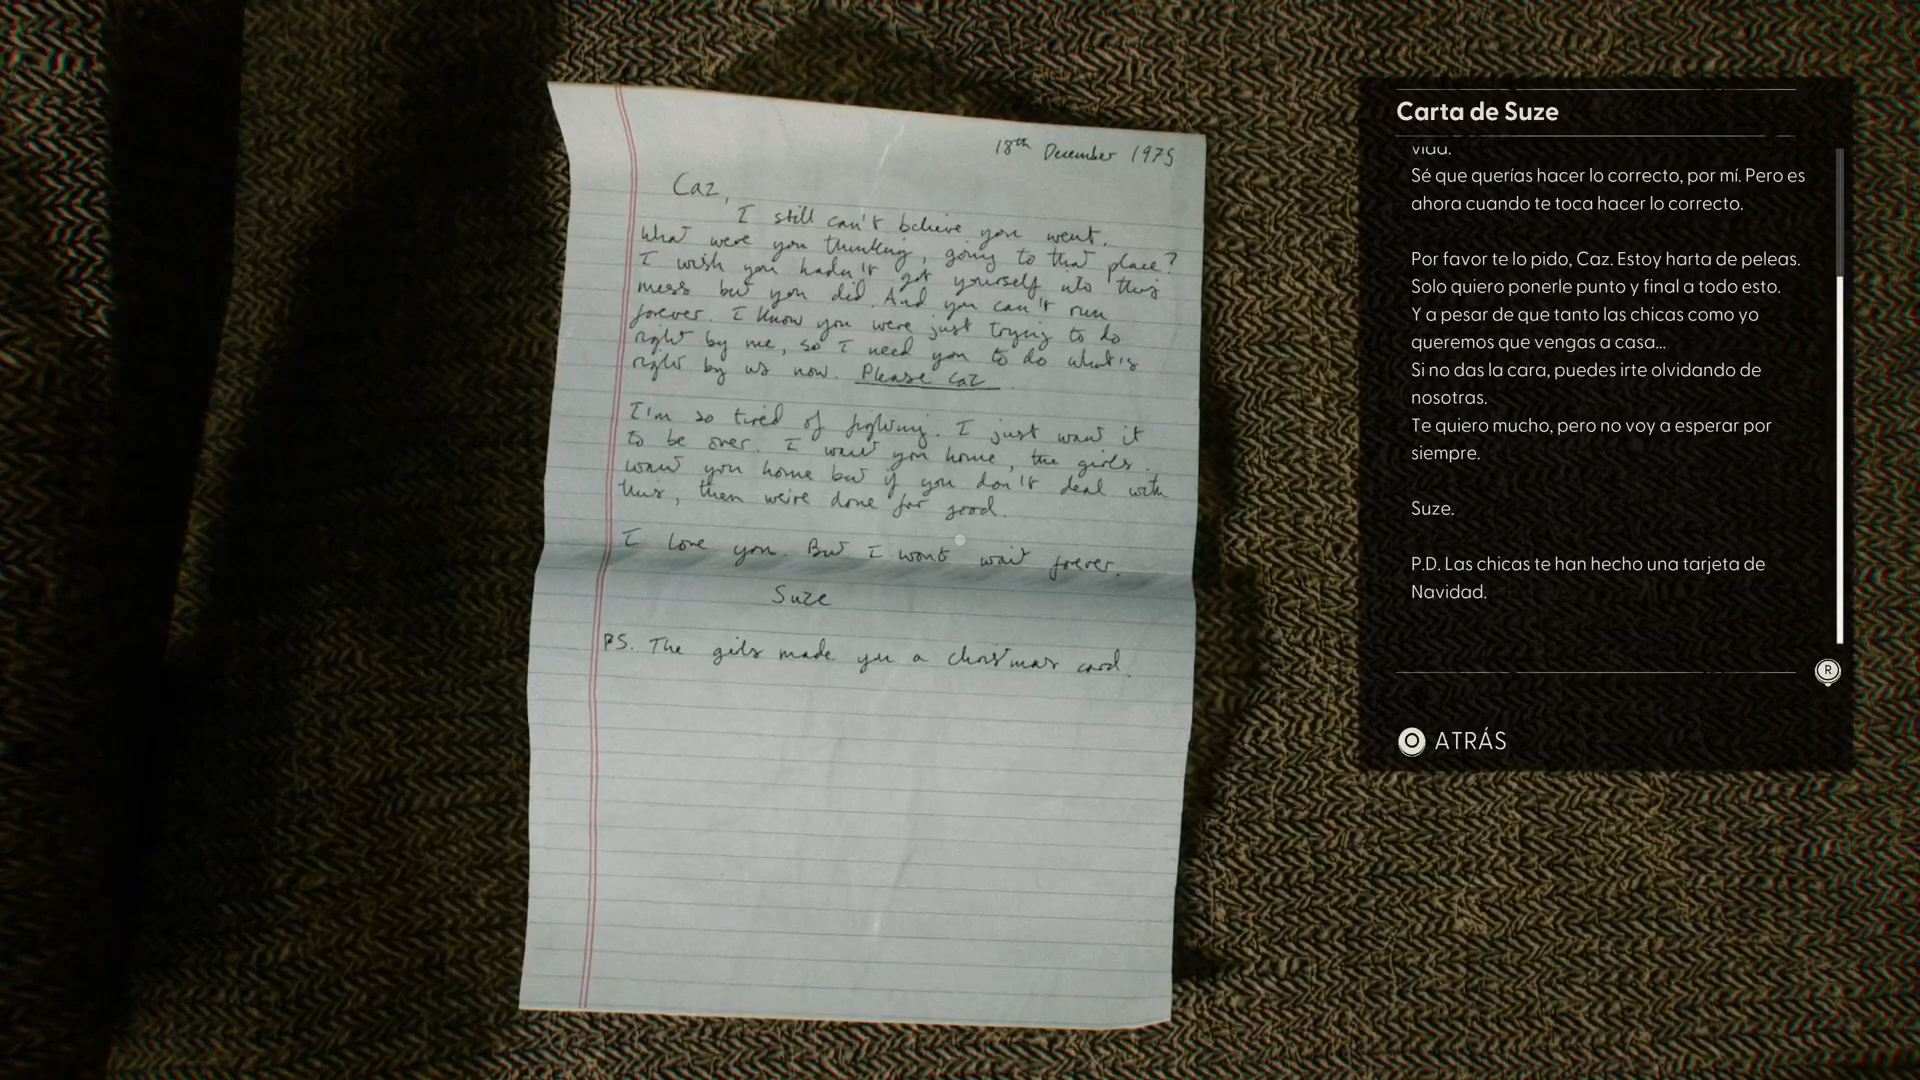 18th December 1975
Caz,
I still can't believe you went.
What were you thinking, going to that place?
I wish you hadn't got yourself into this
mess but you did. And you can't run
forever. I know you were just trying to do
right by me, so I need you to do what's
right by us now. Please Caz.
I'm so tired of fighting. I just want it
to be over. I want you home, the girls
want you home but if you don't deal with
this, then we're done for good.
I love you. But I wont wait forever.
Suze
PS. The girls made you a christmas card.
Carta de Suze
vida.
Sé que querías hacer lo correcto, por mí. Pero es
ahora cuando te toca hacer lo correcto.
Por favor te lo pido, Caz. Estoy harta de peleas.
Solo quiero ponerle punto y final a todo esto.
Y a pesar de que tanto las chicas como yo
queremos que vengas a casa...
Si no das la cara, puedes irte olvidando de
nosotras.
Te quiero mucho, pero no voy a esperar por
siempre.
Suze.
P.D. Las chicas te han hecho una tarjeta de
Navidad.
R
ATRÁS